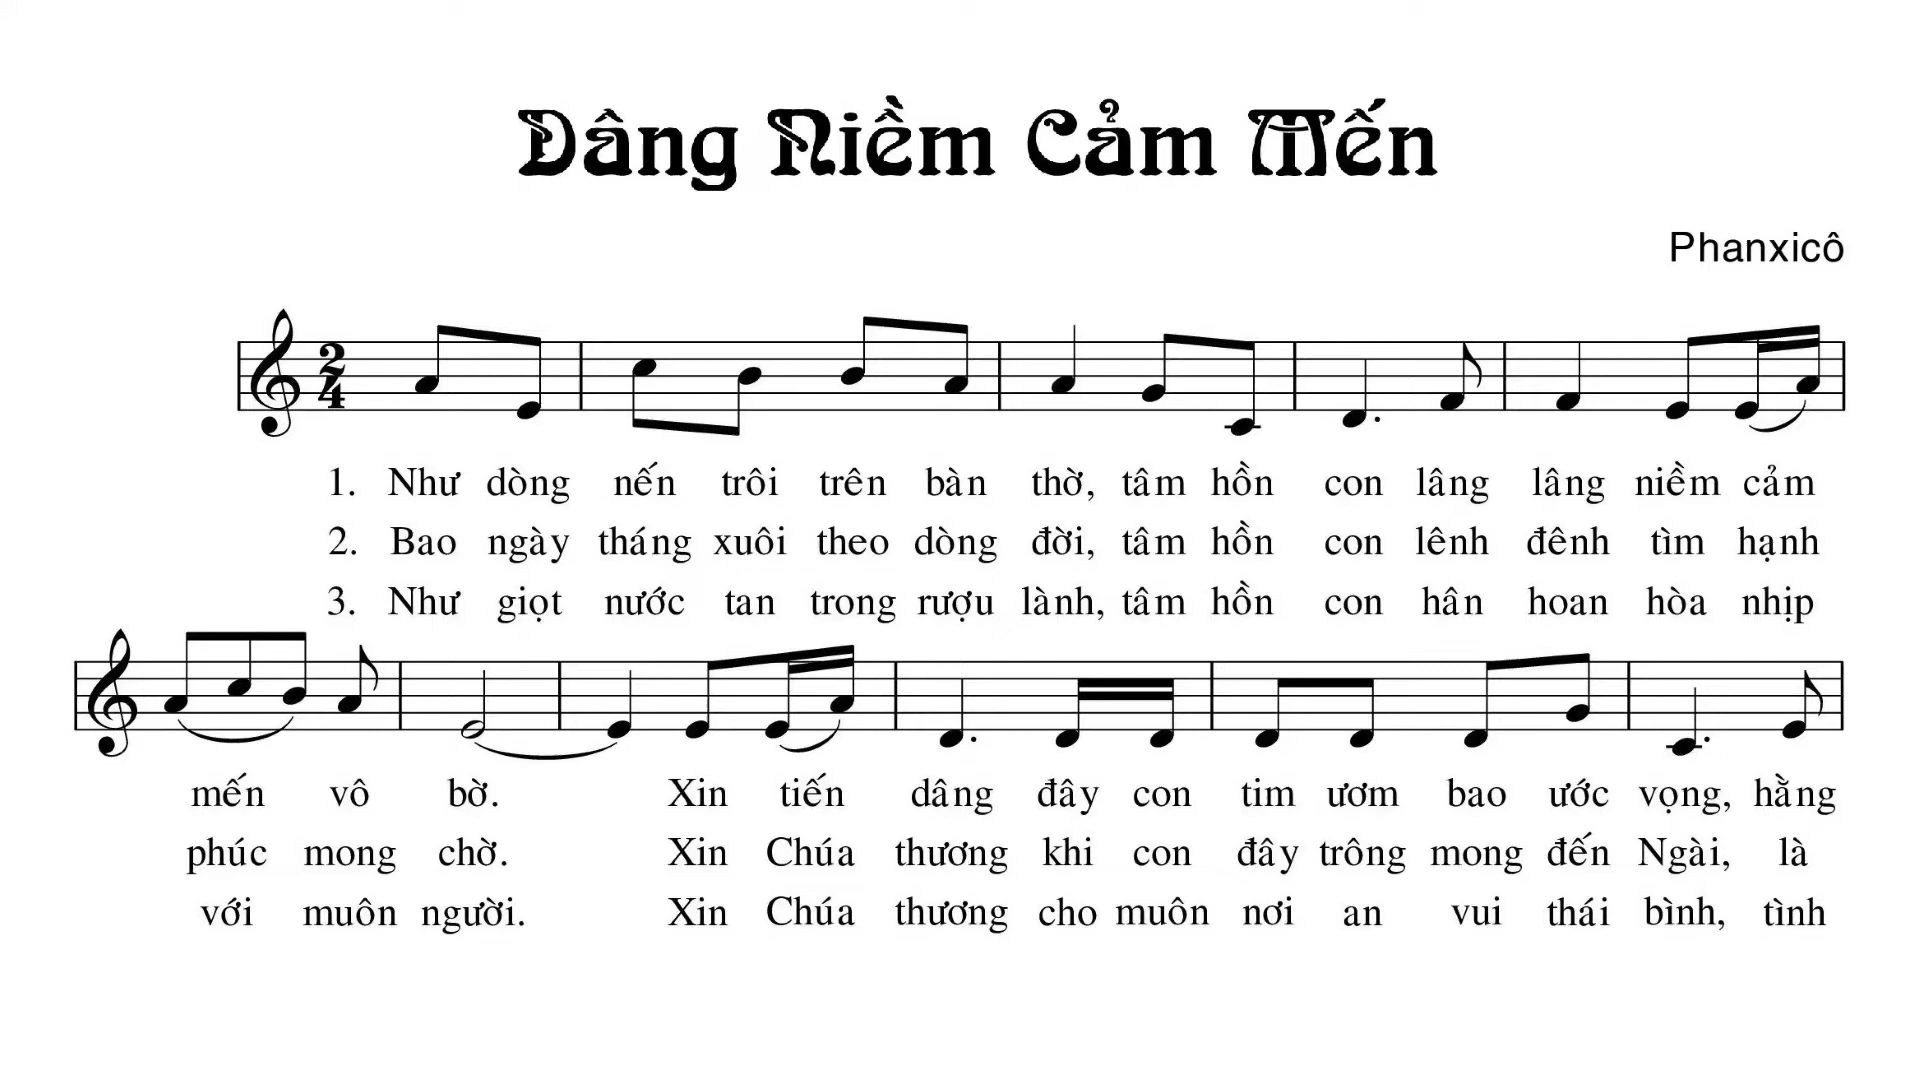 Dâng Niềm Cảm Mến
Phanxicô
2
4
1. Như dòng nến trôi trên bàn thờ, tâm hồn con lâng lâng niềm cảm
2. Bao ngày tháng xuôi theo dòng đời, tâm hồn con lênh đênh tìm hạnh
3. Như giọt nước tan trong rượu lành, tâm hồn con hân hoan hòa nhịp
mến vô bờ. Xin tiến dâng đây con tim ươm bao ước vọng, hằng
phúc mong chờ. Xin Chúa thương khi con đây trông mong đến Ngài, là
với muôn người. Xin Chúa thương cho muôn nơi an vui thái bình, tình